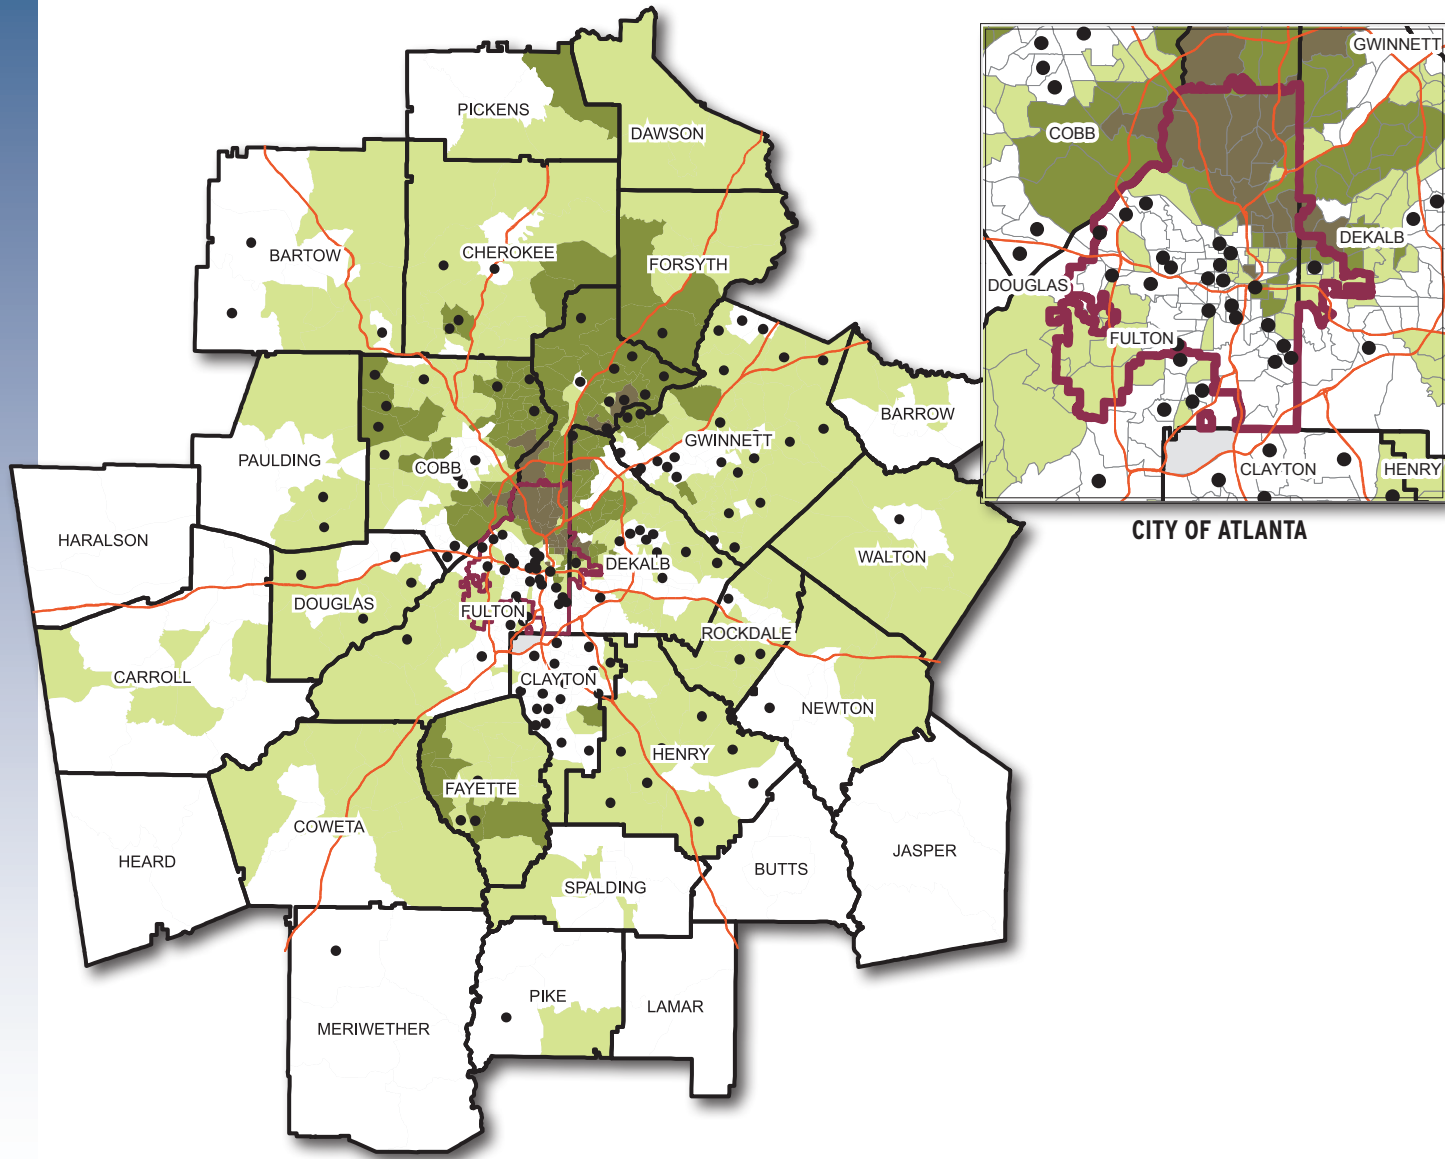 PICKENS
DAWSON
BARTOW
CHEROKEE
FORSYTH
BARROW
GWINNETT
PAULDING
COBB
HARALSON
WALTON
DEKALB
DOUGLAS
FULTON
ROCKDALE
CARROLL
CLAYTON
NEWTON
HENRY
FAYETTE
COWETA
JASPER
HEARD
BUTTS
SPALDING
PIKE
LAMAR
MERIWETHER
GWINNETT
COBB
DEKALB
DOUGLAS
FULTON
CLAYTON
HENRY
CITY OF ATLANTA